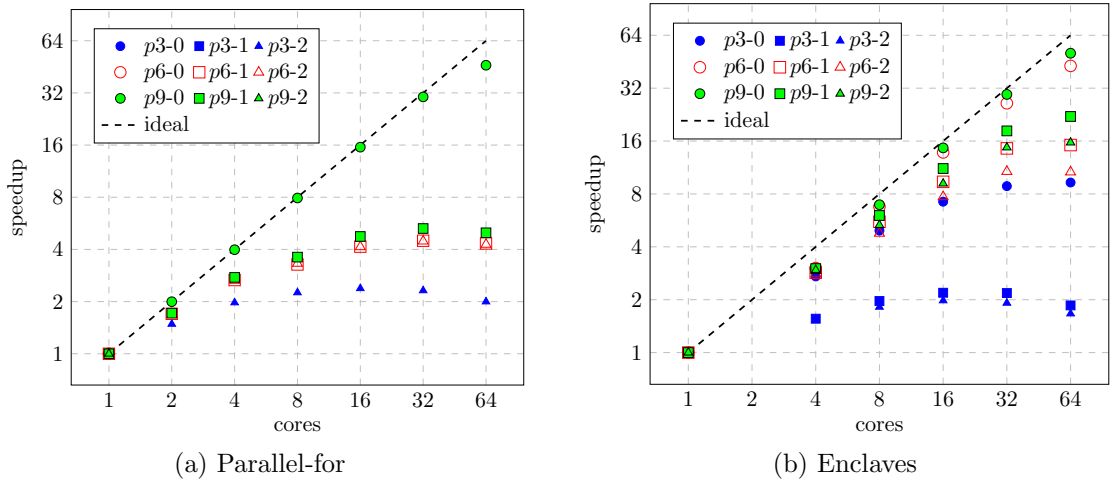 64
32
16
8
4
2
1
speedup
p3-0 p3-1 p3-2
p6-0 p6-1 p6-2
p9-0 p9-1 p9-2
ideal
1 2 4 8 16 32 64
cores
(a) Parallel-for
64
32
16
8
4
2
1
speedup
p3-0 p3-1 p3-2
p6-0 p6-1 p6-2
p9-0 p9-1 p9-2
ideal
1 2 4 8 16 32 64
cores
(b) Enclaves